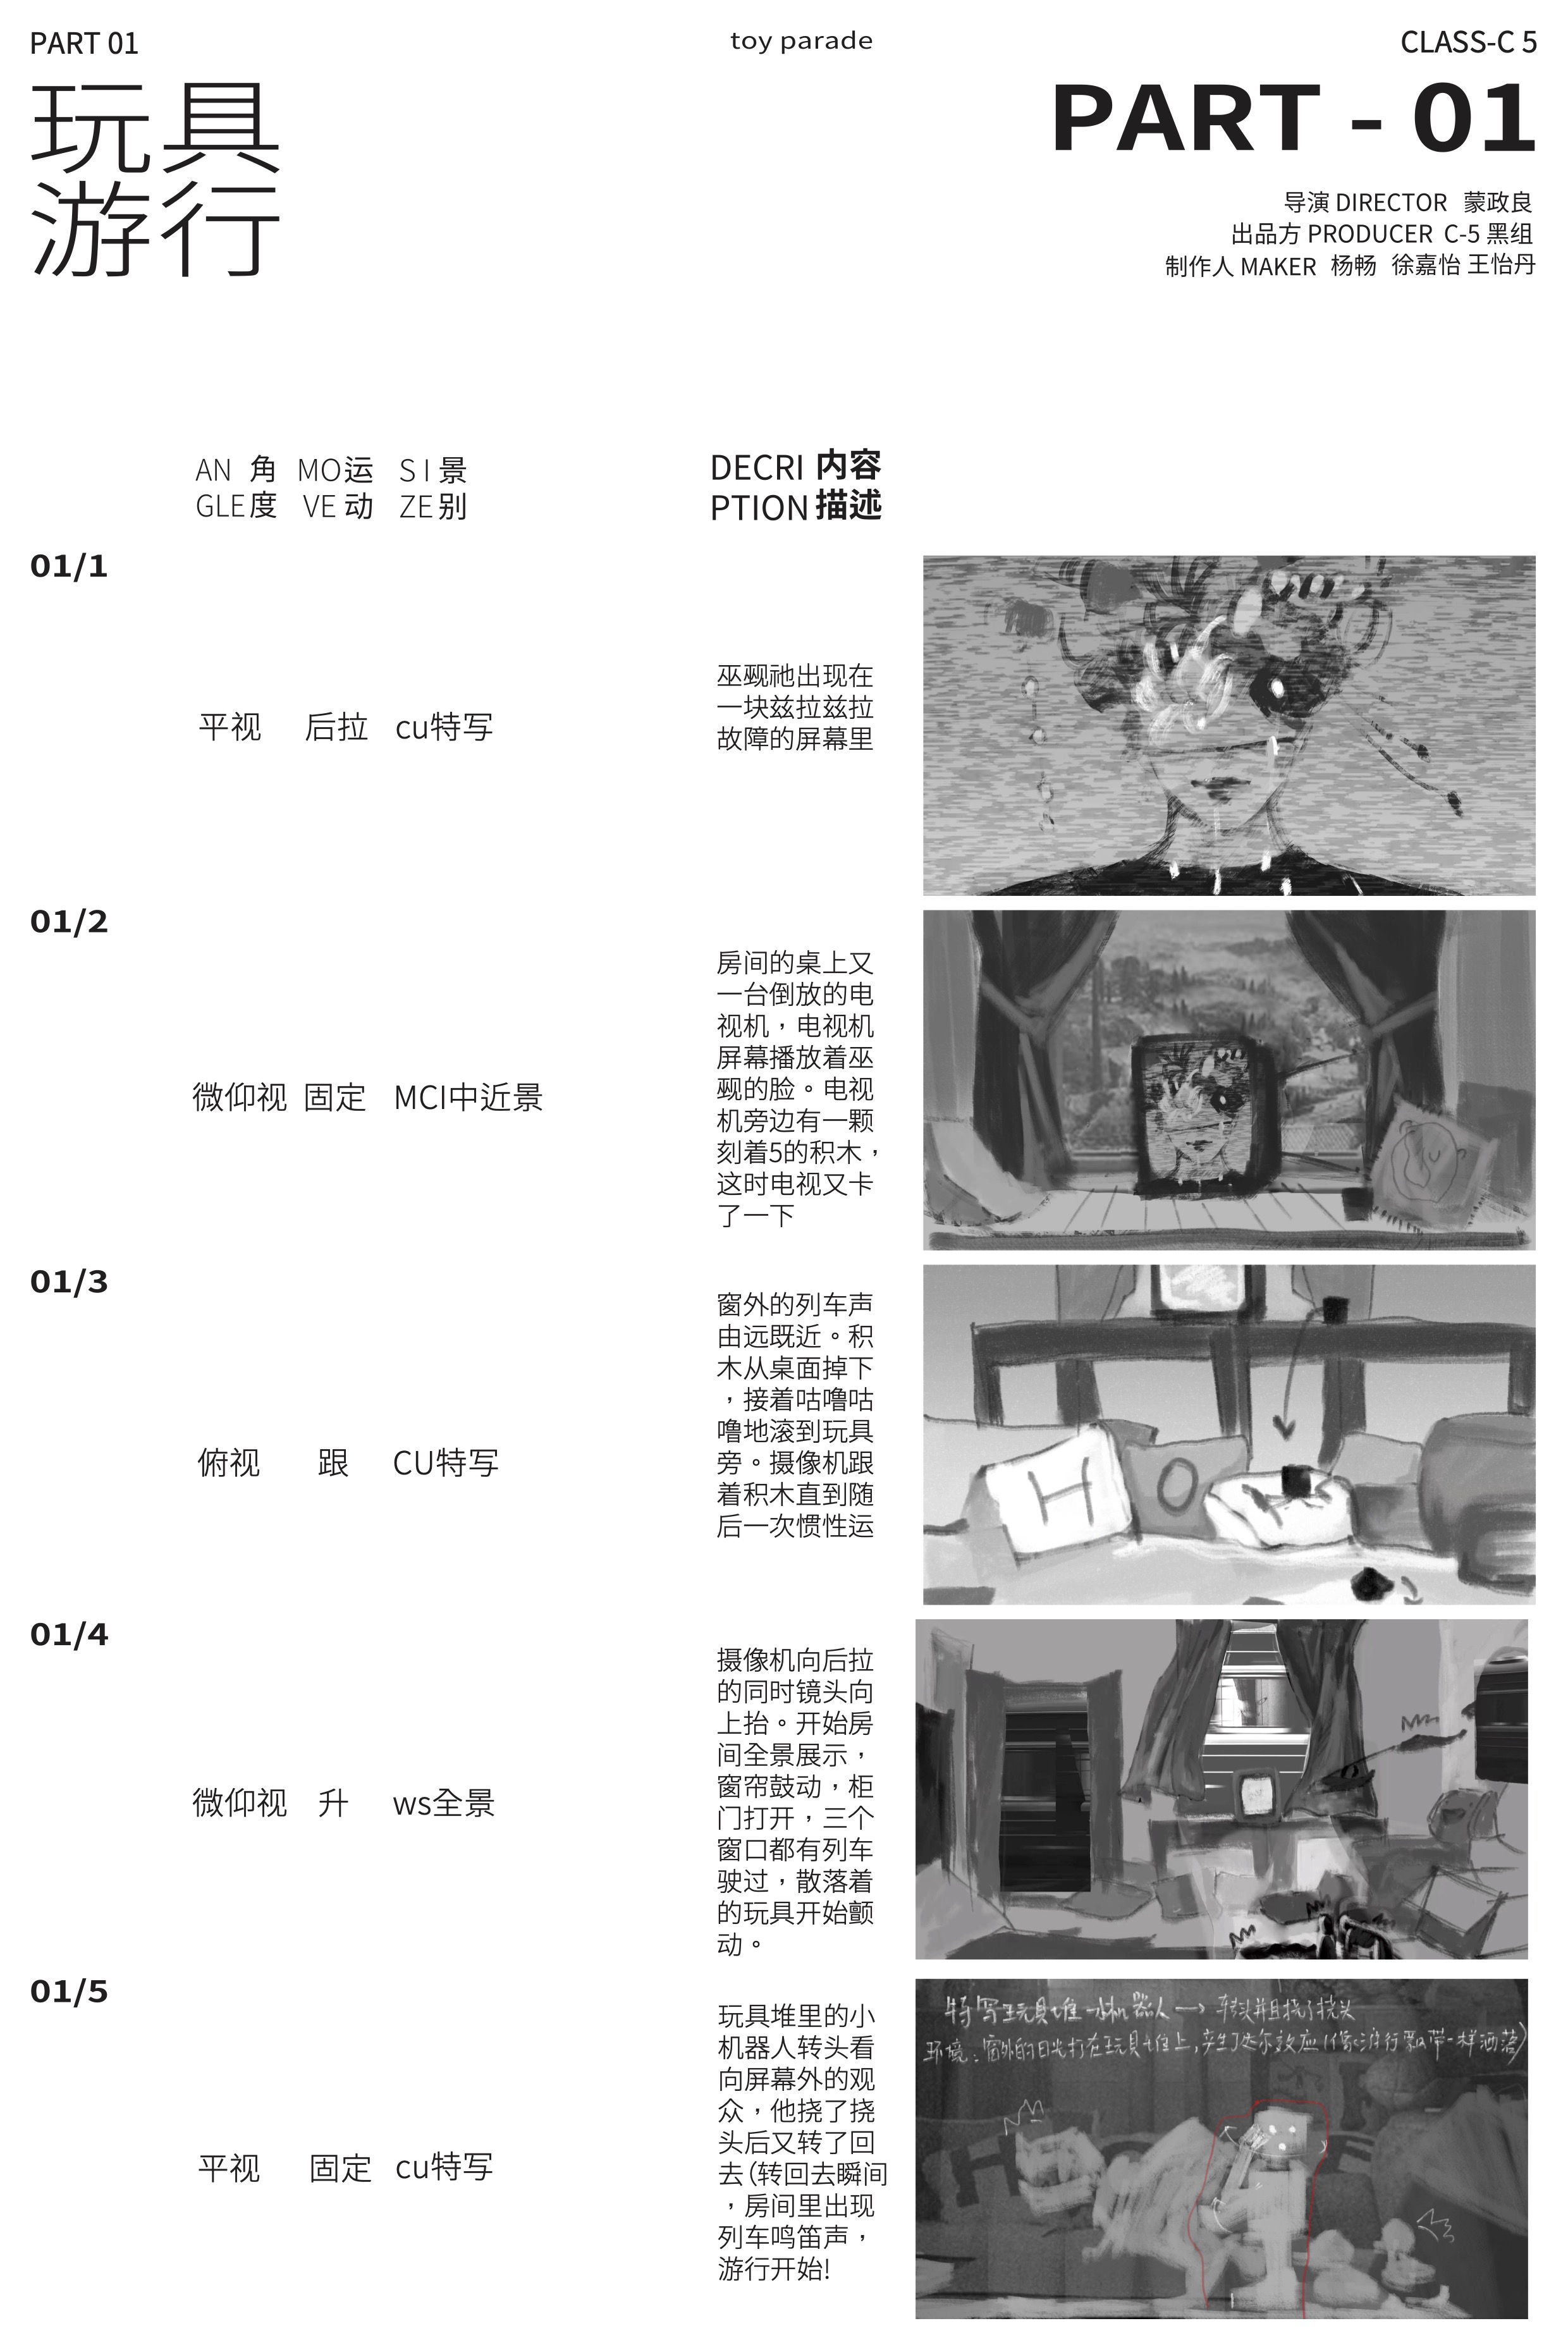 PART 01
toy parade
CLASS-C 5
玩具
游行
PART - 01
导演 DIRECTOR 蒙政良
出品方 PRODUCER C-5 黑组
制作人 MAKER 杨畅 徐嘉怡 王怡丹
AN 角 MO运 SI景
GLE度 VE动 ZE别
DECRI 内容
PTION 描述
01/1
平视 后拉 cu特写
巫觋祂出现在
一块兹拉兹拉
故障的屏幕里
01/2
微仰视 固定 MCI中近景
房间的桌上又
一台倒放的电
视机，电视机
屏幕播放着巫
觋的脸。电视
机旁边有一颗
刻着5的积木，
这时电视又卡
了一下
01/3
俯视 跟 CU特写
窗外的列车声
由远既近。积
木从桌面掉下
，接着咕噜咕
噜地滚到玩具
旁。摄像机跟
着积木直到随
后一次惯性运
H O
01/4
微仰视 升 ws全景
摄像机向后拉
的同时镜头向
上抬。开始房
间全景展示，
窗帘鼓动，柜
门打开，三个
窗口都有列车
驶过，散落着
的玩具开始颤
动。
01/5
平视 固定 cu特写
玩具堆里的小
机器人转头看
向屏幕外的观
众，他挠了挠
头后又转了回
去(转回去瞬间
，房间里出现
列车鸣笛声，
游行开始!
特写玩具堆一小机器人→转头并且挠了挠头
环境：窗外的日光打在玩具堆上，产生丁达尔效应(像游行飘带一样洒落)